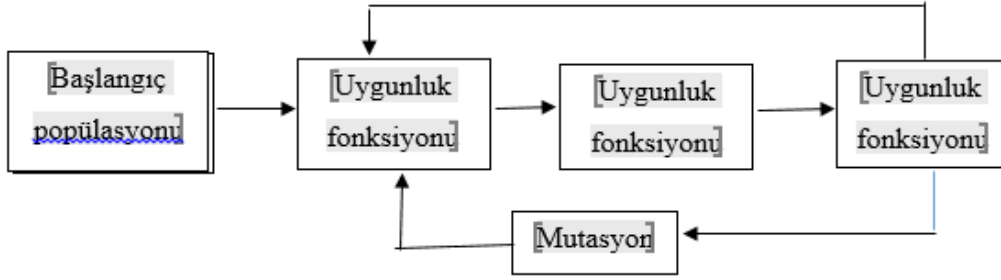 Başlangıç
popülasyonu
Uygunluk
fonksiyonu
Uygunluk
fonksiyonu
Uygunluk
fonksiyonu
Mutasyon